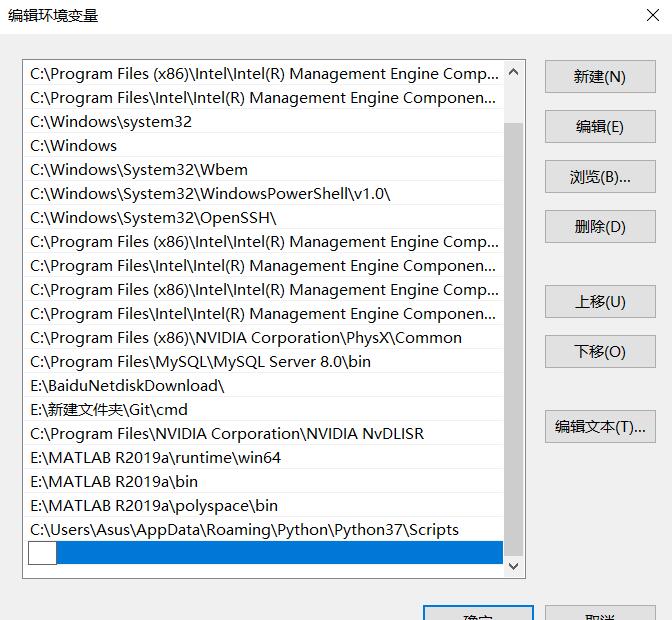 编辑环境变量
C:\Program Files (x86)\Intel\Intel(R) Management Engine Comp...
C:\Program Files\Intel\Intel(R) Management Engine Componen...
C:\Windows\system32
C:\Windows
C:\Windows\System32\Wbem
C:\Windows\System32\WindowsPowerShell\v1.0\
C:\Windows\System32\OpenSSH\
C:\Program Files (x86)\Intel\Intel(R) Management Engine Comp...
C:\Program Files\Intel\Intel(R) Management Engine Componen...
C:\Program Files (x86)\Intel\Intel(R) Management Engine Comp...
C:\Program Files\Intel\Intel(R) Management Engine Componen...
C:\Program Files (x86)\NVIDIA Corporation\PhysX\Common
C:\Program Files\MySQL\MySQL Server 8.0\bin
E:\BaiduNetdiskDownload\
E:\新建文件夹\Git\cmd
C:\Program Files\NVIDIA Corporation\NVIDIA NvDLISR
E:\MATLAB R2019a\runtime\win64
E:\MATLAB R2019a\bin
E:\MATLAB R2019a\polyspace\bin
C:\Users\Asus\AppData\Roaming\Python\Python37\Scripts
新建(N)
编辑(E)
浏览(B)...
删除(D)
上移(U)
下移(O)
编辑文本(T)...
确定
取消